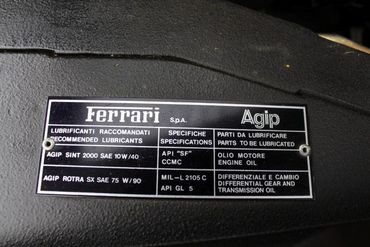 Ferrari S.p.A. Agip
LUBRIFICANTI RACCOMANDATI SPECIFICHE PARTI DA LUBRIFICARE
RECOMMENDED LUBRICANTS SPECIFICATIONS PARTS TO BE LUBRICATED
AGIP SINT 2000 SAE 10W/40 API "SF" OLIO MOTORE
CCMC ENGINE OIL
AGIP ROTRA SX SAE 75 W/90 MIL-L 2105 C DIFFERENZIALE E CAMBIO
API GL 5 DIFFERENTIAL GEAR AND
TRANSMISSION OIL